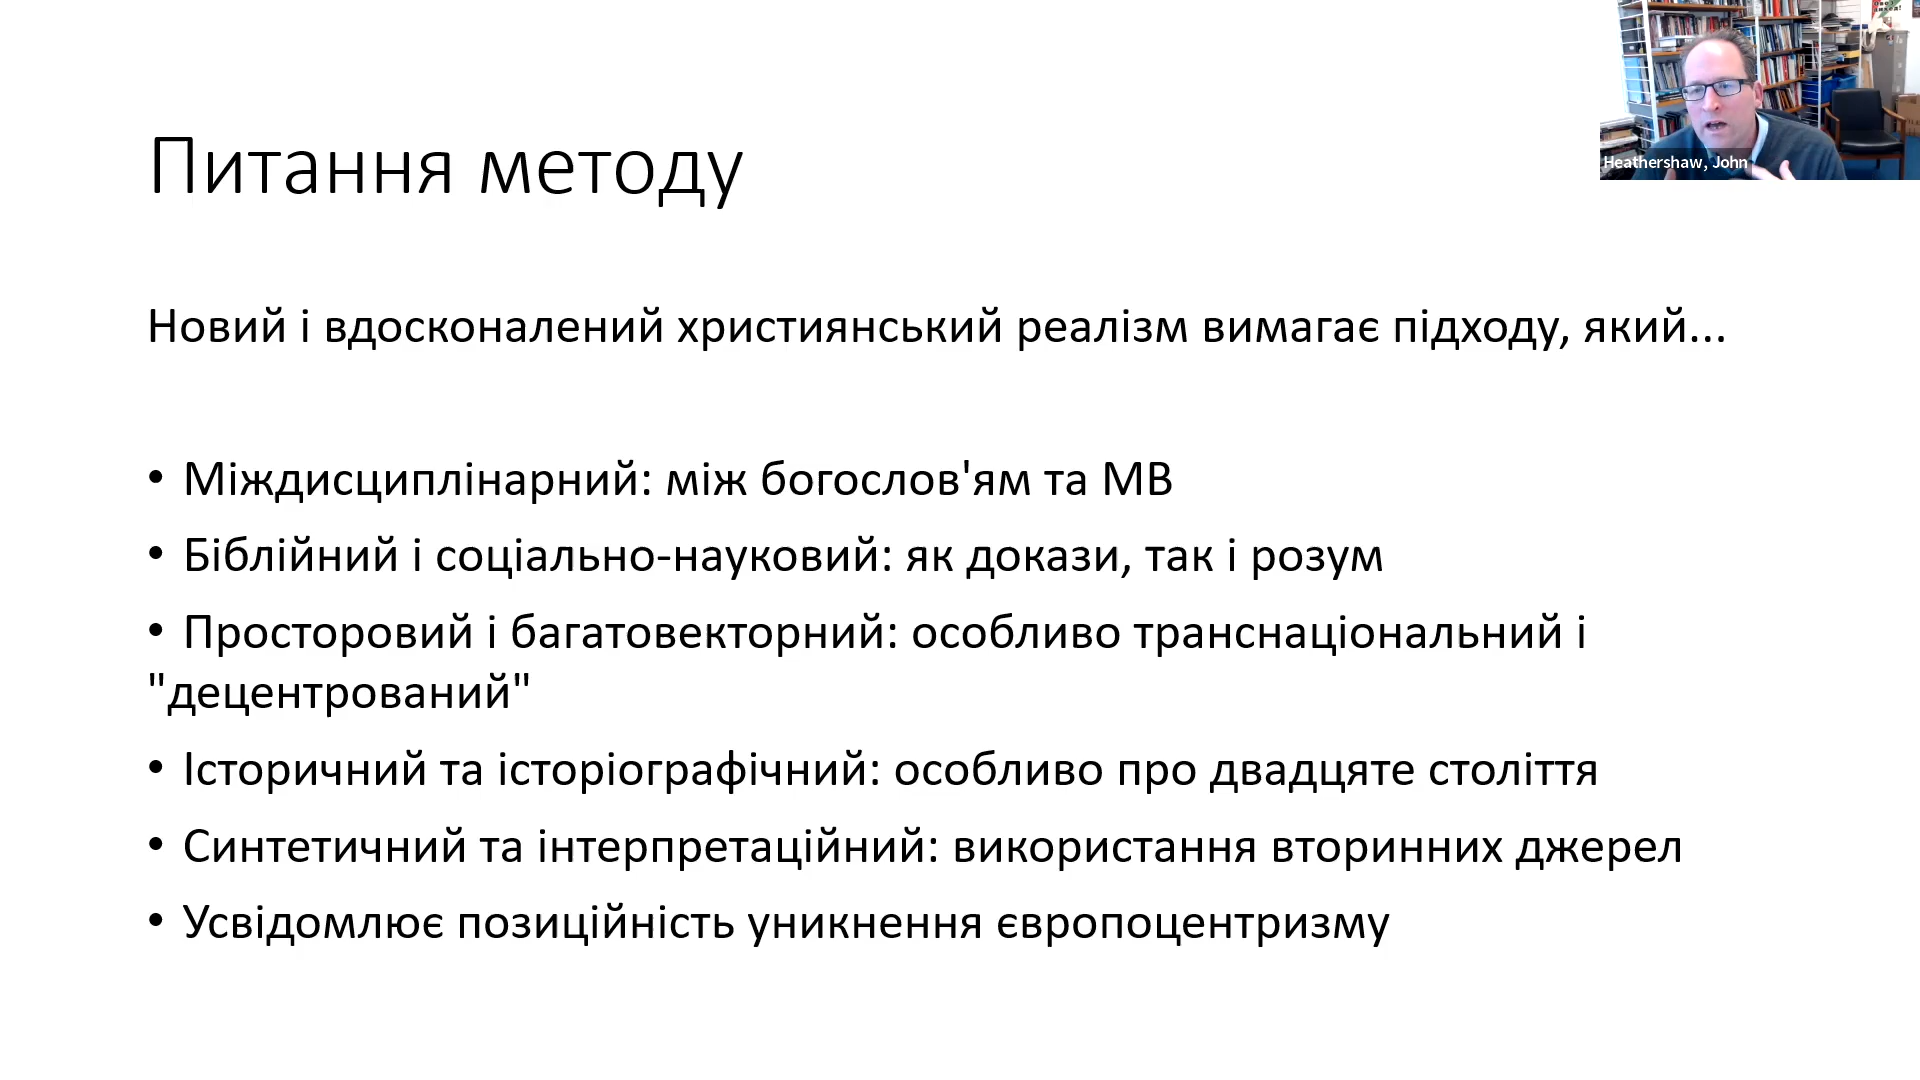 Питання методу
Heathershaw, John
Новий і вдосконалений християнський реалізм вимагає підходу, який...
• Міждисциплінарний: між богослов'ям та МВ
• Біблійний і соціально-науковий: як докази, так і розум
• Просторовий і багатовекторний: особливо транснаціональний і
"децентрований"
• Історичний та історіографічний: особливо про двадцяте століття
• Синтетичний та інтерпретаційний: використання вторинних джерел
• Усвідомлює позиційність уникнення європоцентризму